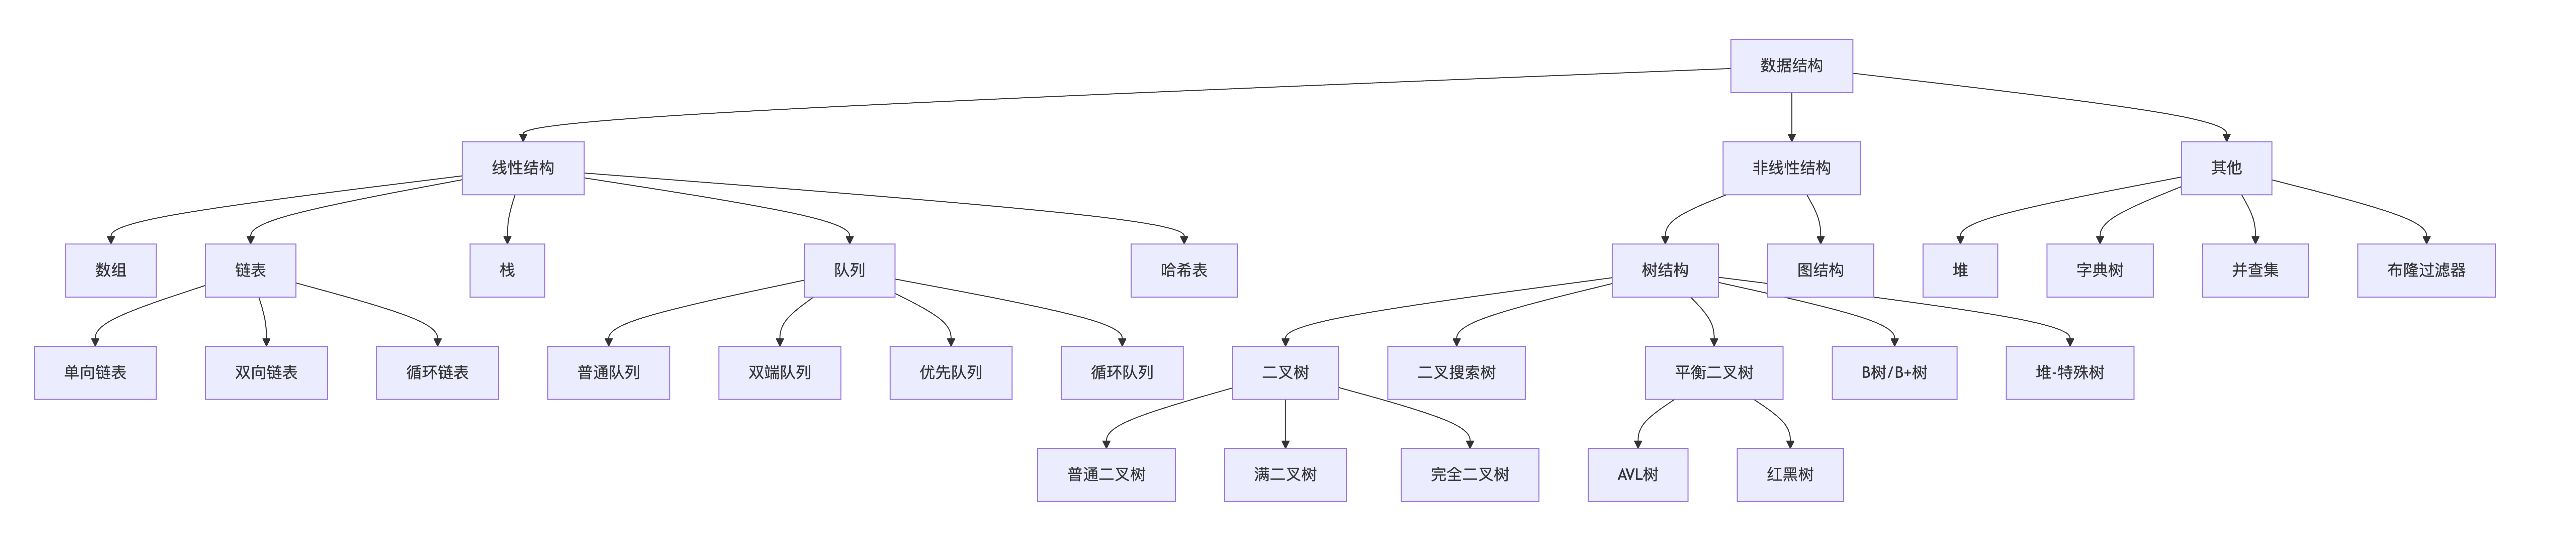 数据结构
线性结构
非线性结构
其他
数组
链表
栈
队列
哈希表
树结构
图结构
堆
字典树
并查集
布隆过滤器
单向链表
双向链表
循环链表
普通队列
双端队列
优先队列
循环队列
二叉树
二叉搜索树
平衡二叉树
B树/B+树
堆-特殊树
普通二叉树
满二叉树
完全二叉树
AVL树
红黑树